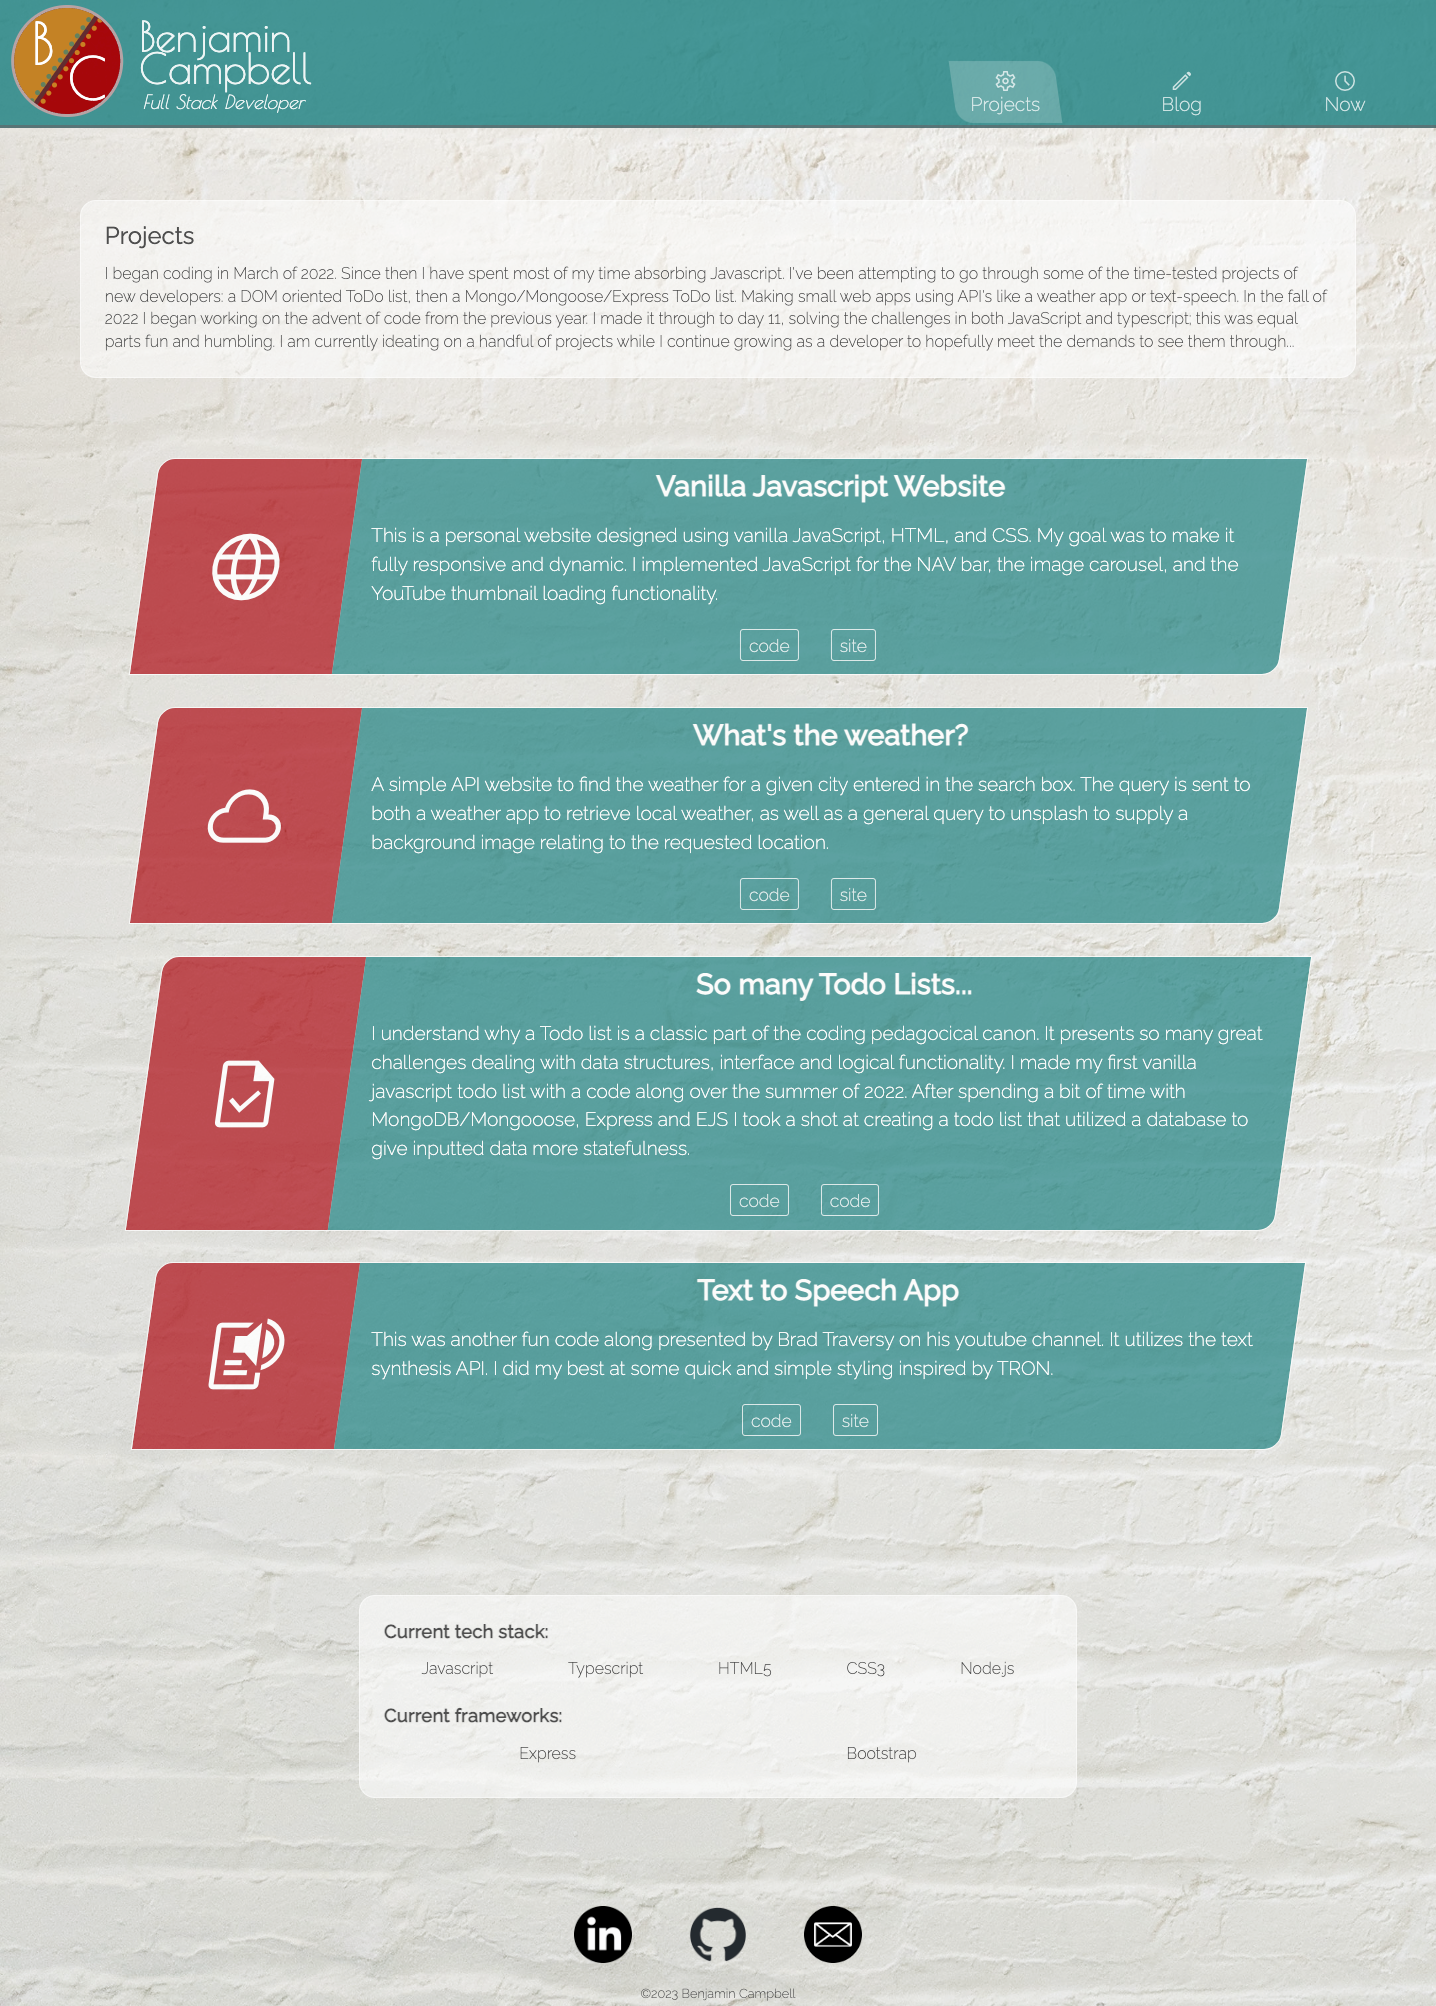 B
C
Benjamin
Campbell
Full Stack Developer
Projects
Blog
Now
Projects
I began coding in March of 2022. Since then I have spent most of my time absorbing Javascript. I've been attempting to go through some of the time-tested projects of
new developers: a DOM oriented ToDo list, then a Mongo/Mongoose/Express ToDo list. Making small web apps using API's like a weather app or text-speech. In the fall of
2022 I began working on the advent of code from the previous year. I made it through to day 11, solving the challenges in both JavaScript and typescript; this was equal
parts fun and humbling. I am currently ideating on a handful of projects while I continue growing as a developer to hopefully meet the demands to see them through...
Vanilla Javascript Website
This is a personal website designed using vanilla JavaScript, HTML, and CSS. My goal was to make it
fully responsive and dynamic. I implemented JavaScript for the NAV bar, the image carousel, and the
YouTube thumbnail loading functionality.
code
site
What's the weather?
A simple API website to find the weather for a given city entered in the search box. The query is sent to
both a weather app to retrieve local weather, as well as a general query to unsplash to supply a
background image relating to the requested location.
code
site
So many Todo Lists...
I understand why a Todo list is a classic part of the coding pedagocical canon. It presents so many great
challenges dealing with data structures, interface and logical functionality. I made my first vanilla
javascript todo list with a code along over the summer of 2022. After spending a bit of time with
MongoDB/Mongooose, Express and EJS I took a shot at creating a todo list that utilized a database to
give inputted data more statefulness.
code
code
Text to Speech App
This was another fun code along presented by Brad Traversy on his youtube channel. It utilizes the text
synthesis API. I did my best at some quick and simple styling inspired by TRON.
code
site
Current tech stack:
Javascript
Typescript
HTML5
CSS3
Node.js
Current frameworks:
Express
Bootstrap
in
©2023 Benjamin Campbell